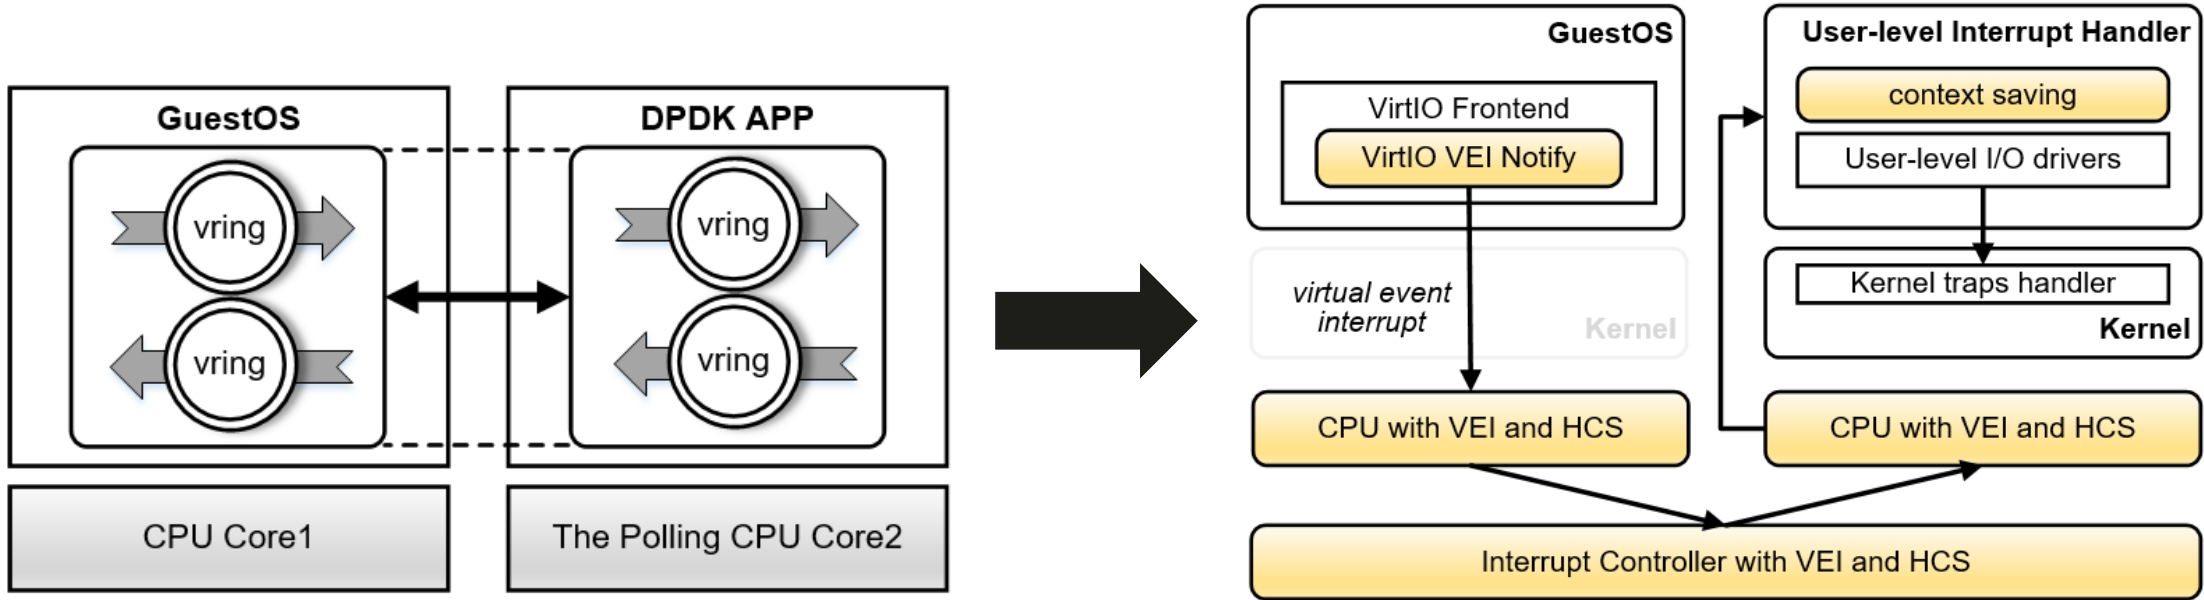 GuestOS
vring
vring
CPU Core1
DPDK APP
vring
vring
The Polling CPU Core2
GuestOS
VirtIO Frontend
VirtIO VEI Notify
virtual event
interrupt
Kernel
CPU with VEI and HCS
User-level Interrupt Handler
context saving
User-level I/O drivers
Kernel traps handler
Kernel
CPU with VEI and HCS
Interrupt Controller with VEI and HCS